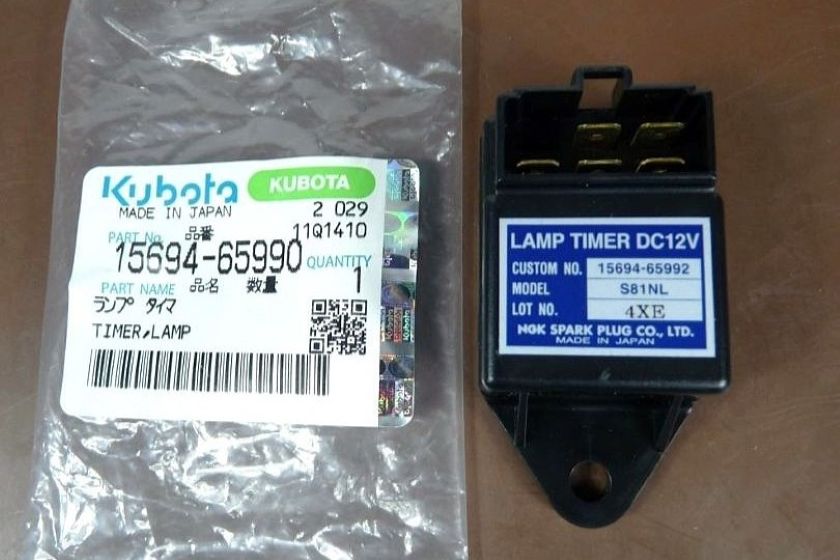 Kubota KUBOTA
MADE IN JAPAN 2 029
PART No. 品番 11Q1410
15694-65990 QUANTITY
PART NAME 品名 数量 1
ランプ タイマ
TIMER,LAMP
LAMP TIMER DC12V
CUSTOM NO. 15694-65992
MODEL S81NL
LOT NO. 4XE
NGK SPARK PLUG CO., LTD.
MADE IN JAPAN